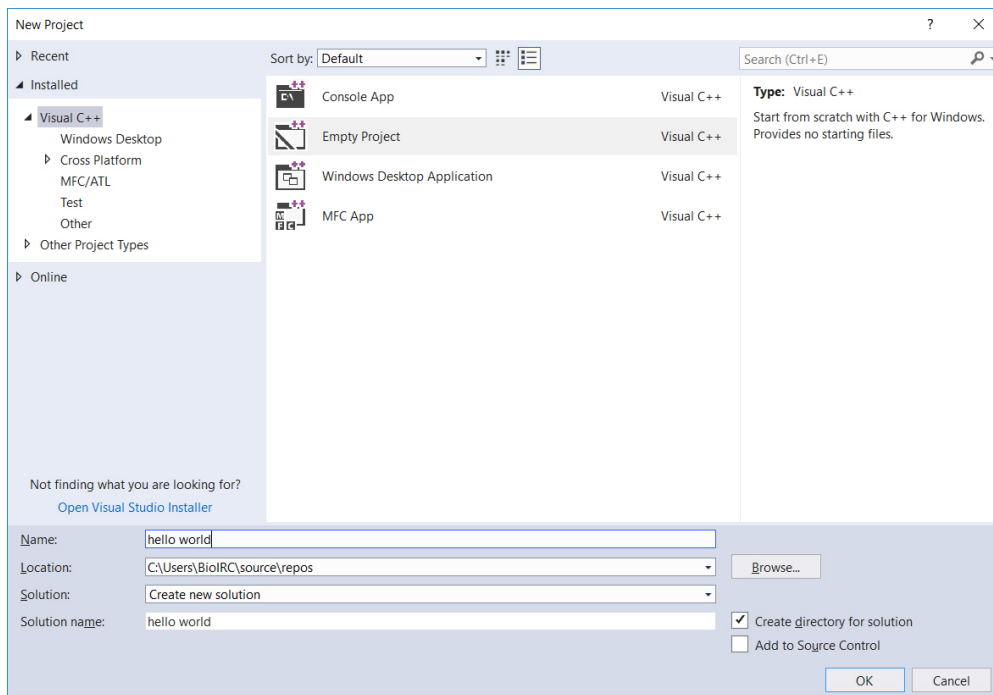 New Project
?
Recent
Installed
Visual C++
Windows Desktop
Cross Platform
MFC/ATL
Test
Other
Other Project Types
Online
Not finding what you are looking for?
Open Visual Studio Installer
Sort by: Default
Console App Visual C++
Empty Project Visual C++
Windows Desktop Application Visual C++
MFC App Visual C++
Search (Ctrl+E)
Type: Visual C++
Start from scratch with C++ for Windows.
Provides no starting files.
Name: hello world
Location: C:\Users\BioIRC\source\repos
Browse...
Solution: Create new solution
Solution name: hello world
Create directory for solution
Add to Source Control
OK Cancel